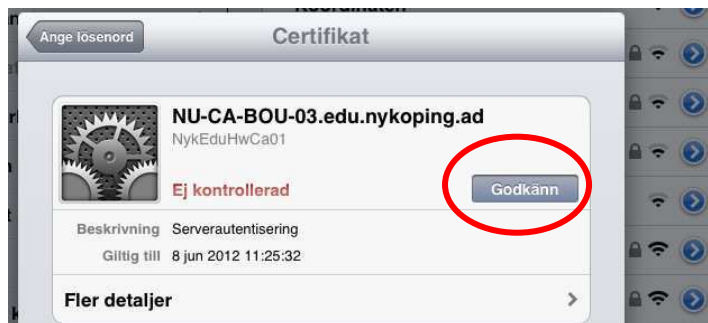 Koordinaten
Ange lösenord
Certifikat
NU-CA-BOU-03.edu.nykoping.ad
NykEduHwCa01
Ej kontrollerad
Godkänn
Beskrivning Serverautentisering
Giltig till 8 jun 2012 11:25:32
Fler detaljer